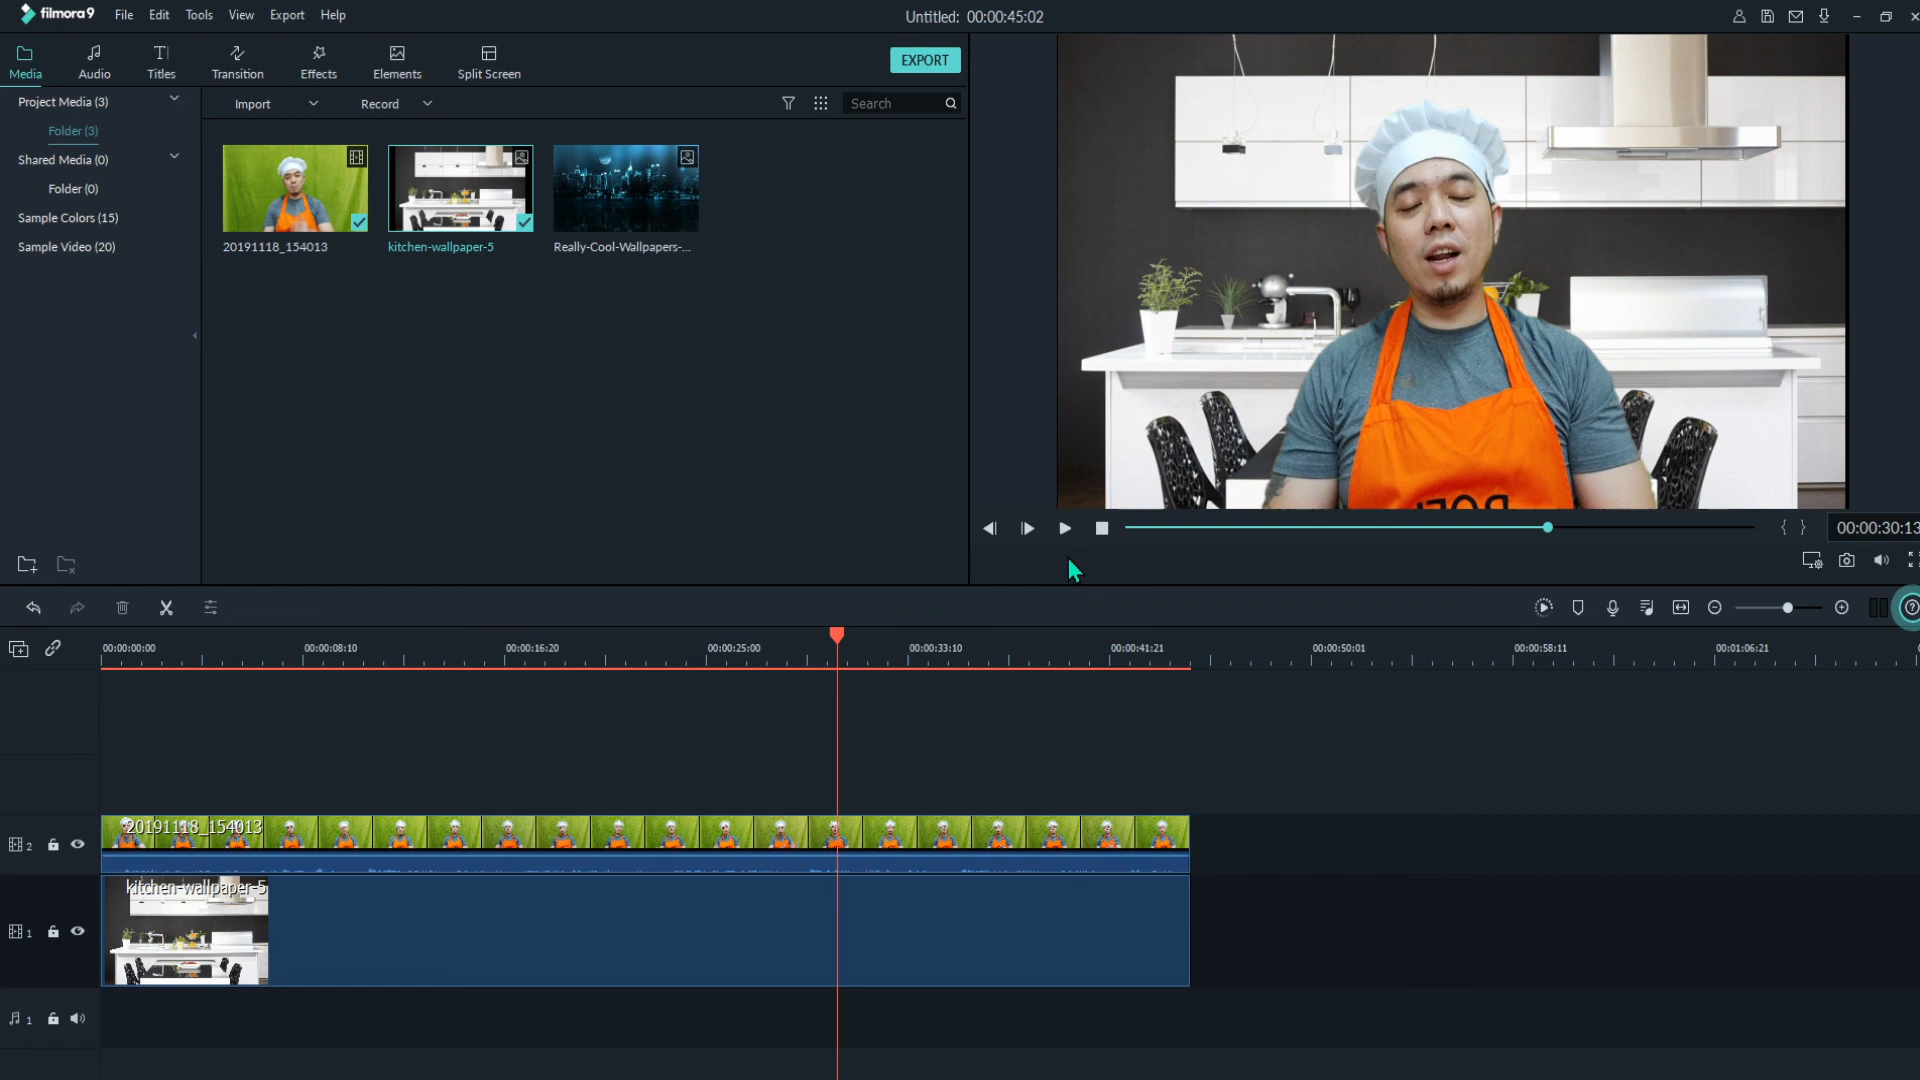 filmora9 File Edit Tools View Export Help
Untitled: 00:00:45:02
Media Audio Titles Transition Effects Elements Split Screen
EXPORT
Project Media (3)
Import Record Search
Folder (3)
Shared Media (0)
Folder (0)
Sample Colors (15)
Sample Video (20)
20191118_154013 kitchen-wallpaper-5 Really-Cool-Wallpapers-...
00:00:30:13
00:00:00:00 00:00:08:10 00:00:16:20 00:00:25:00 00:00:33:10 00:00:41:21 00:00:50:01 00:00:58:11 00:01:06:21
2 20191118_154013
kitchen-wallpaper-5
1
1